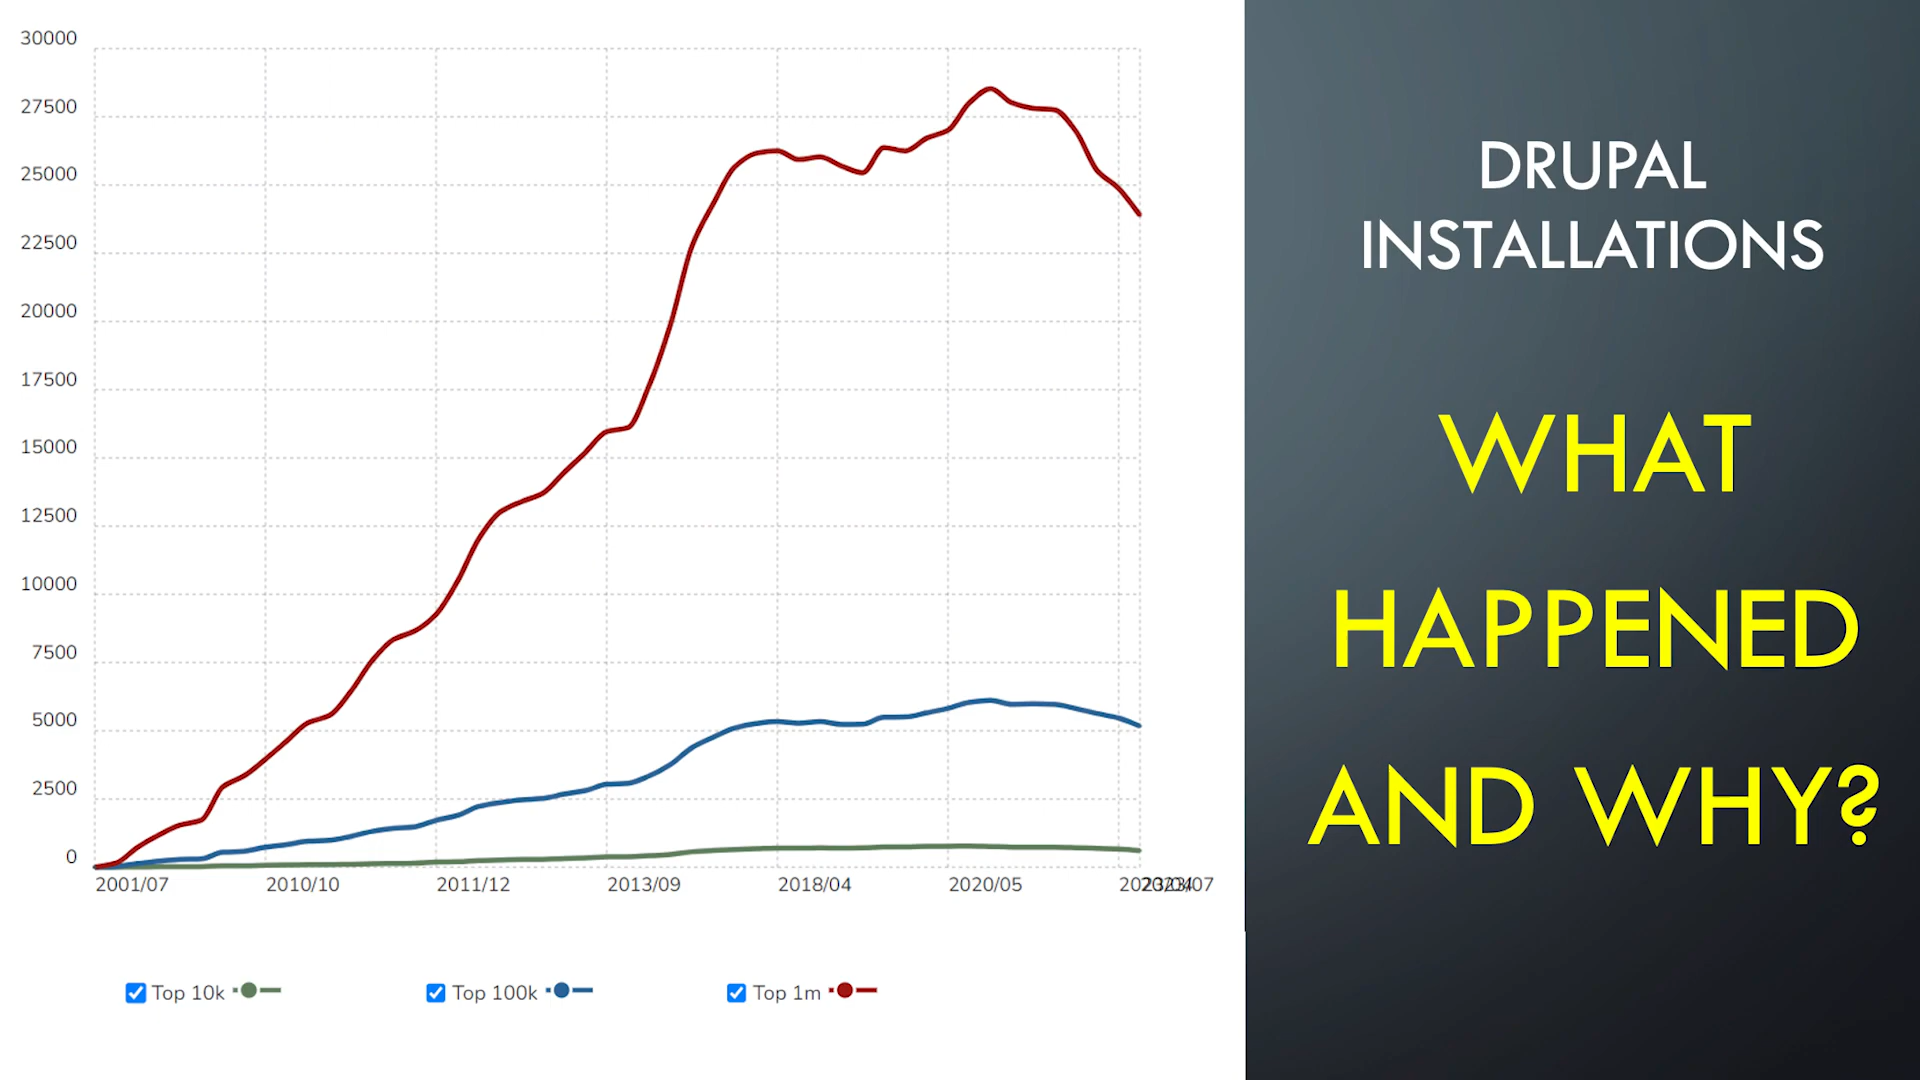 30000
27500
25000
22500
20000
17500
15000
12500
10000
7500
5000
2500
0
2001/07 2010/10 2011/12 2013/09 2018/04 2020/05
Top 10k Top 100k Top 1m
DRUPAL
INSTALLATIONS
WHAT
HAPPENED
AND WHY?